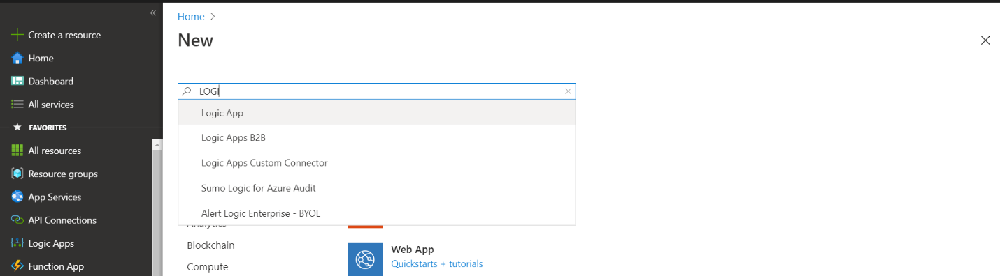 «
Create a resource
Home
Dashboard
All services
FAVORITES
All resources
Resource groups
App Services
API Connections
Logic Apps
Function App
Home >
New
LOGI
Logic App
Logic Apps B2B
Logic Apps Custom Connector
Sumo Logic for Azure Audit
Alert Logic Enterprise - BYOL
Analytics
Blockchain
Compute
Web App
Quickstarts + tutorials